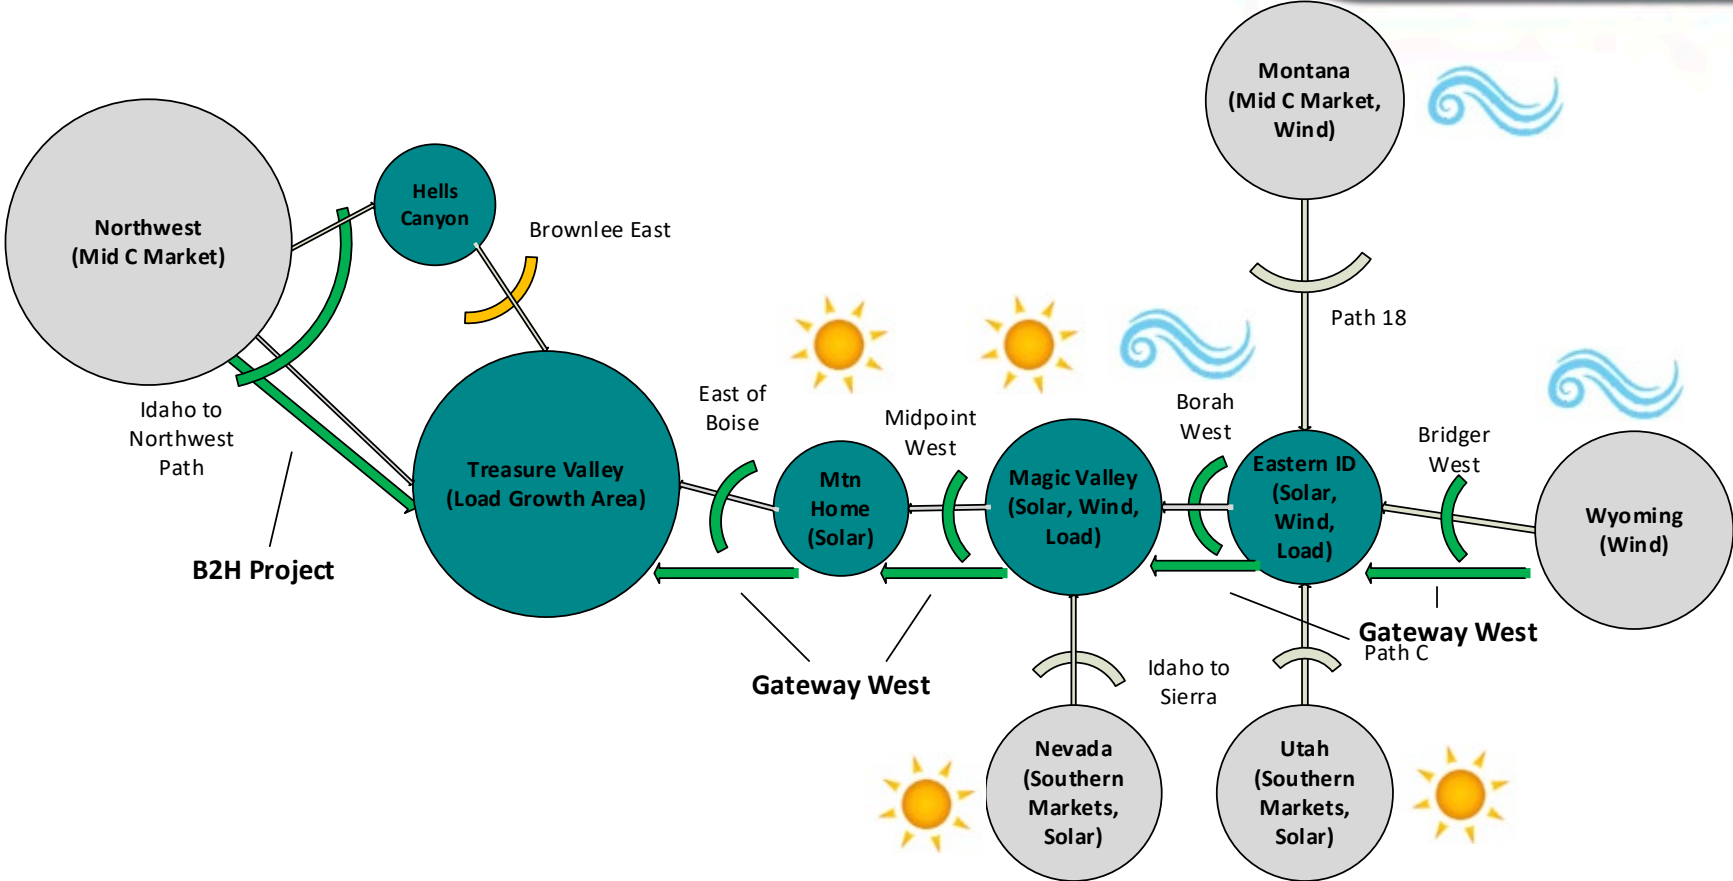 Montana
(Mid C Market,
Wind)
Hells
Canyon
Northwest
(Mid C Market)
Brownlee East
Path 18
Idaho to
Northwest
Path
East of
Boise
Midpoint
West
Borah
West
Bridger
West
Treasure Valley
(Load Growth Area)
Mtn
Home
(Solar)
Magic Valley
(Solar, Wind,
Load)
Eastern ID
(Solar,
Wind,
Load)
Wyoming
(Wind)
B2H Project
Gateway West
Gateway West
Path C
Idaho to
Sierra
Nevada
(Southern
Markets,
Solar)
Utah
(Southern
Markets,
Solar)